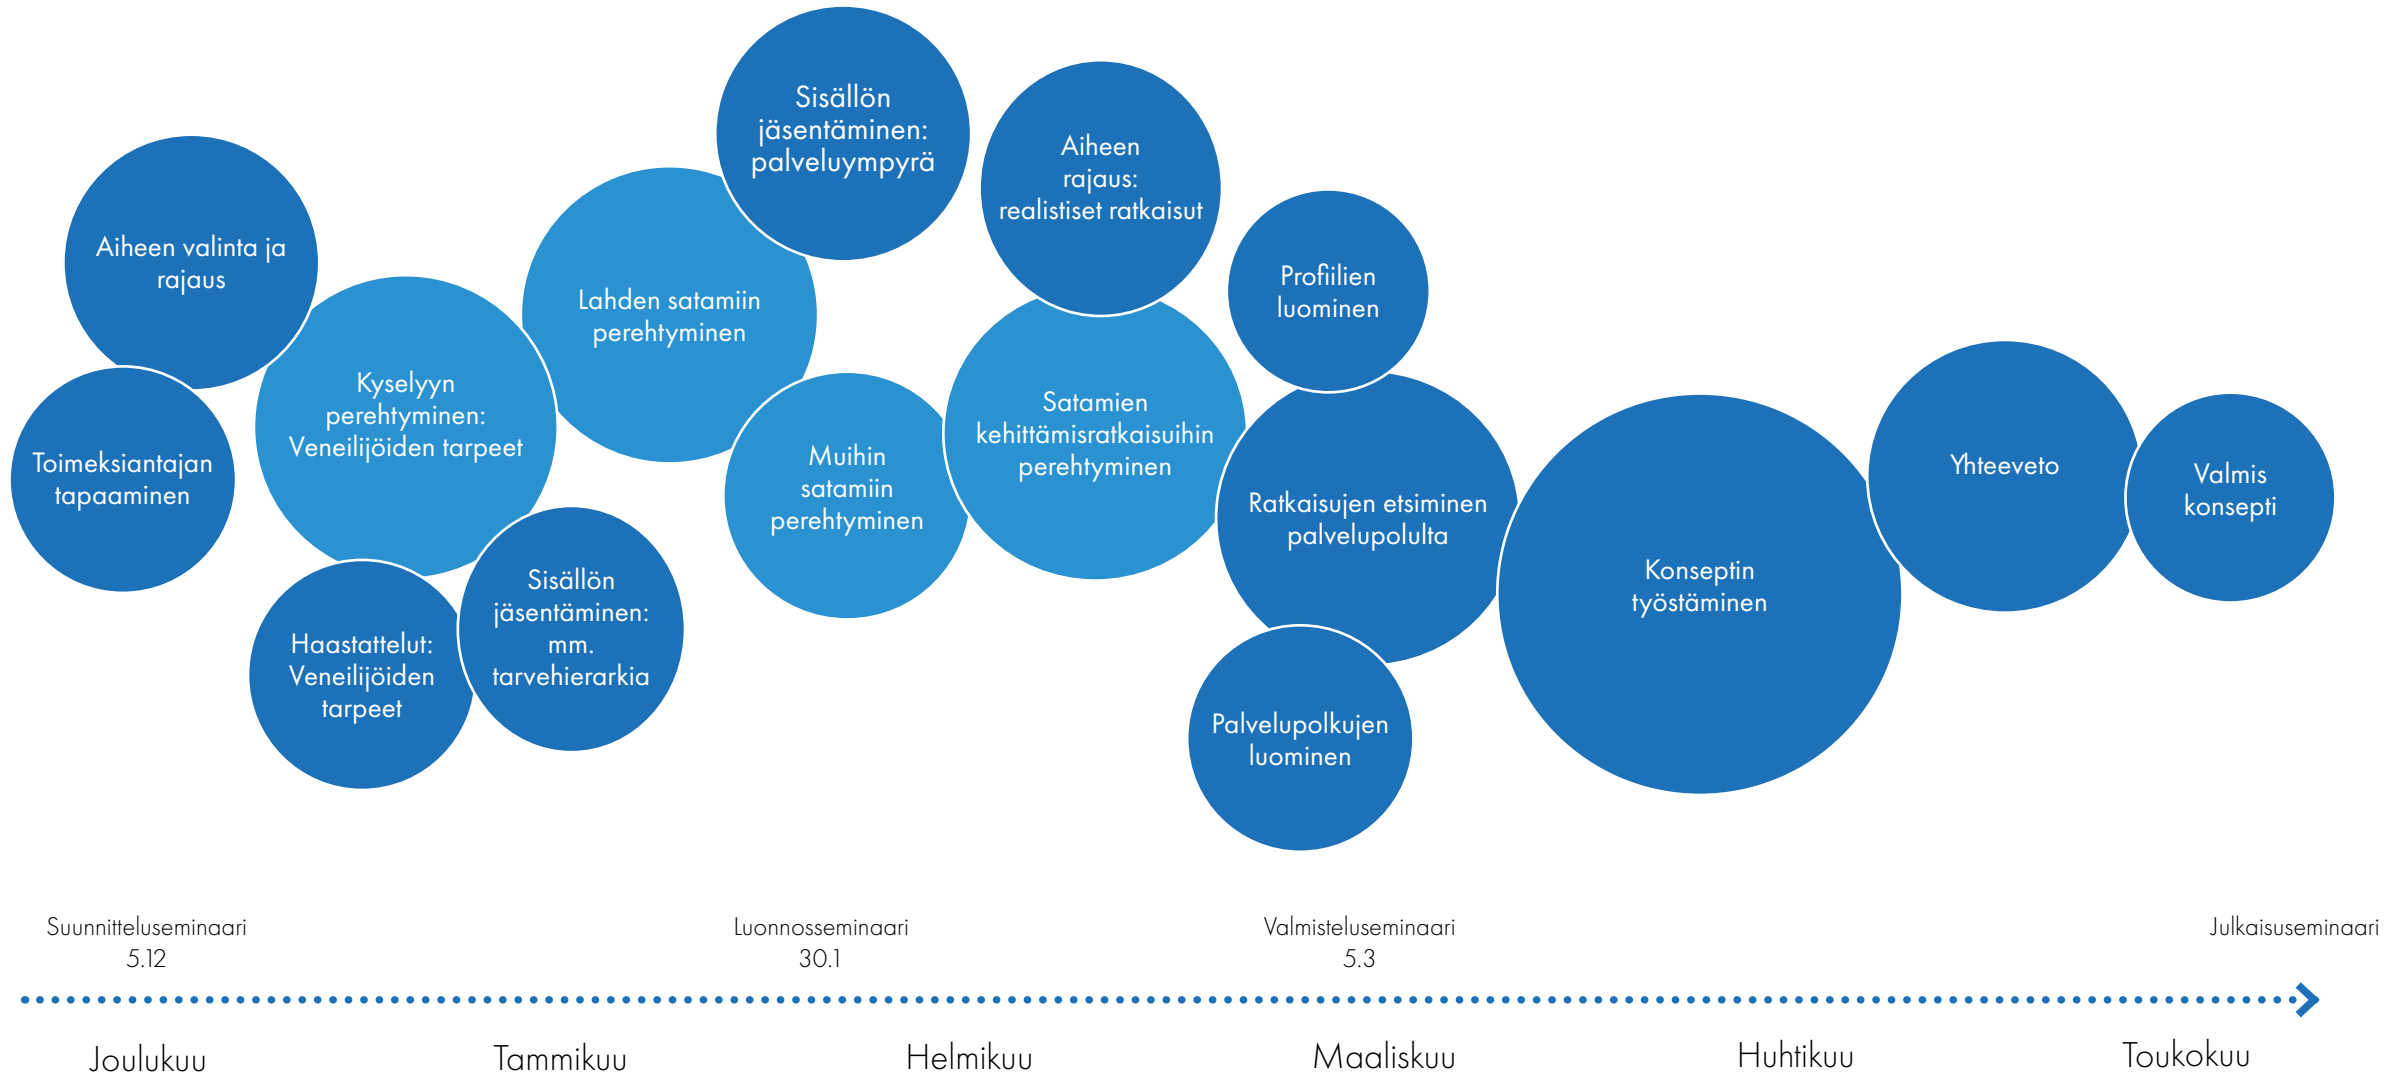 Aiheen valinta ja
rajaus
Toimeksiantajan
tapaaminen
Kyselyyn
perehtyminen:
Veneilijöiden tarpeet
Haastattelut:
Veneilijöiden
tarpeet
Sisällön
jäsentäminen:
mm.
tarvehierarkia
Lahden satamiin
perehtyminen
Sisällön
jäsentäminen:
palveluympyrä
Muihin
satamiin
perehtyminen
Aiheen
rajaus:
realistiset ratkaisut
Satamien
kehittämisratkaisuihin
perehtyminen
Profiilien
luominen
Ratkaisujen etsiminen
palvelupolulta
Palvelupolkujen
luominen
Konseptin
työstäminen
Yhteeveto
Valmis
konsepti
Suunnitteluseminaari
5.12
Luonnosseminaari
30.1
Valmisteluseminaari
5.3
Julkaisuseminaari
Joulukuu
Tammikuu
Helmikuu
Maaliskuu
Huhtikuu
Toukokuu